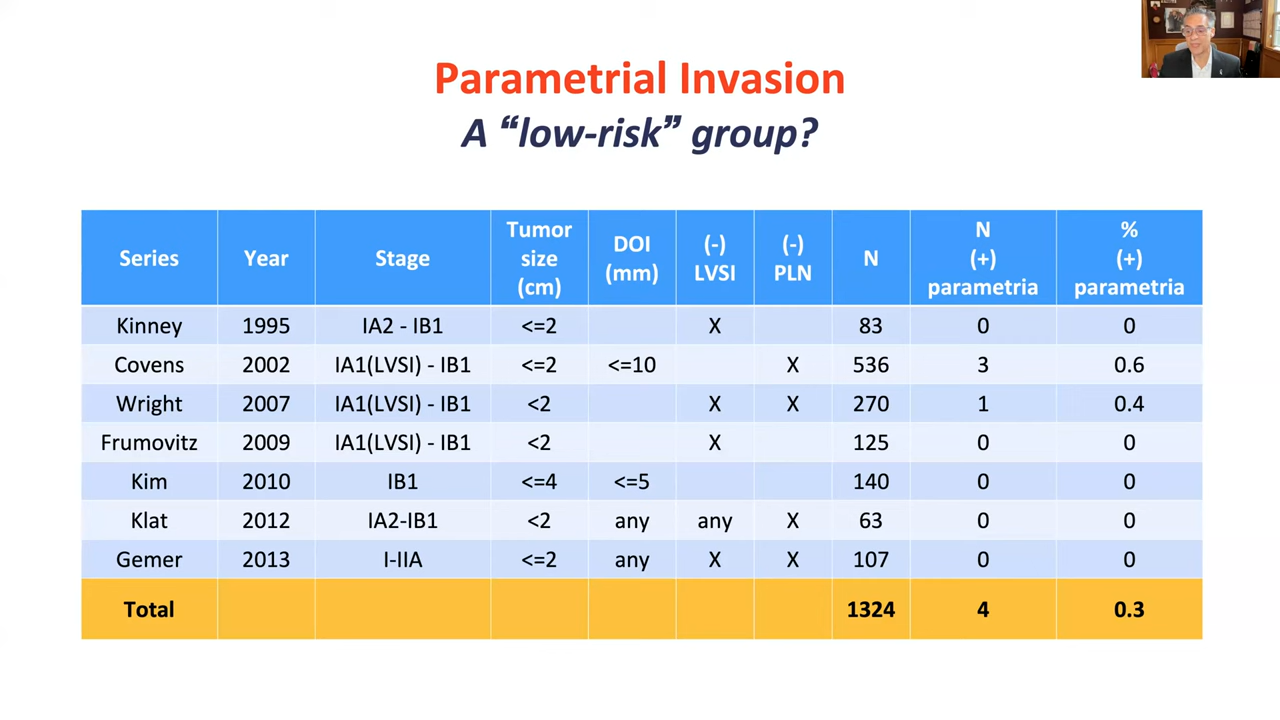 Parametrial Invasion
A “low-risk” group?
Series Year Stage Tumor size (cm) DOI (mm) (-) LVSI (-) PLN N N (+) parametria % (+) parametria
Kinney 1995 IA2 - IB1 <=2 X 83 0 0
Covens 2002 IA1(LVSI) - IB1 <=2 <=10 X 536 3 0.6
Wright 2007 IA1(LVSI) - IB1 <2 X X 270 1 0.4
Frumovitz 2009 IA1(LVSI) - IB1 <2 X 125 0 0
Kim 2010 IB1 <=4 <=5 140 0 0
Klat 2012 IA2-IB1 <2 any any X 63 0 0
Gemer 2013 I-IIA <=2 any X X 107 0 0
Total 1324 4 0.3